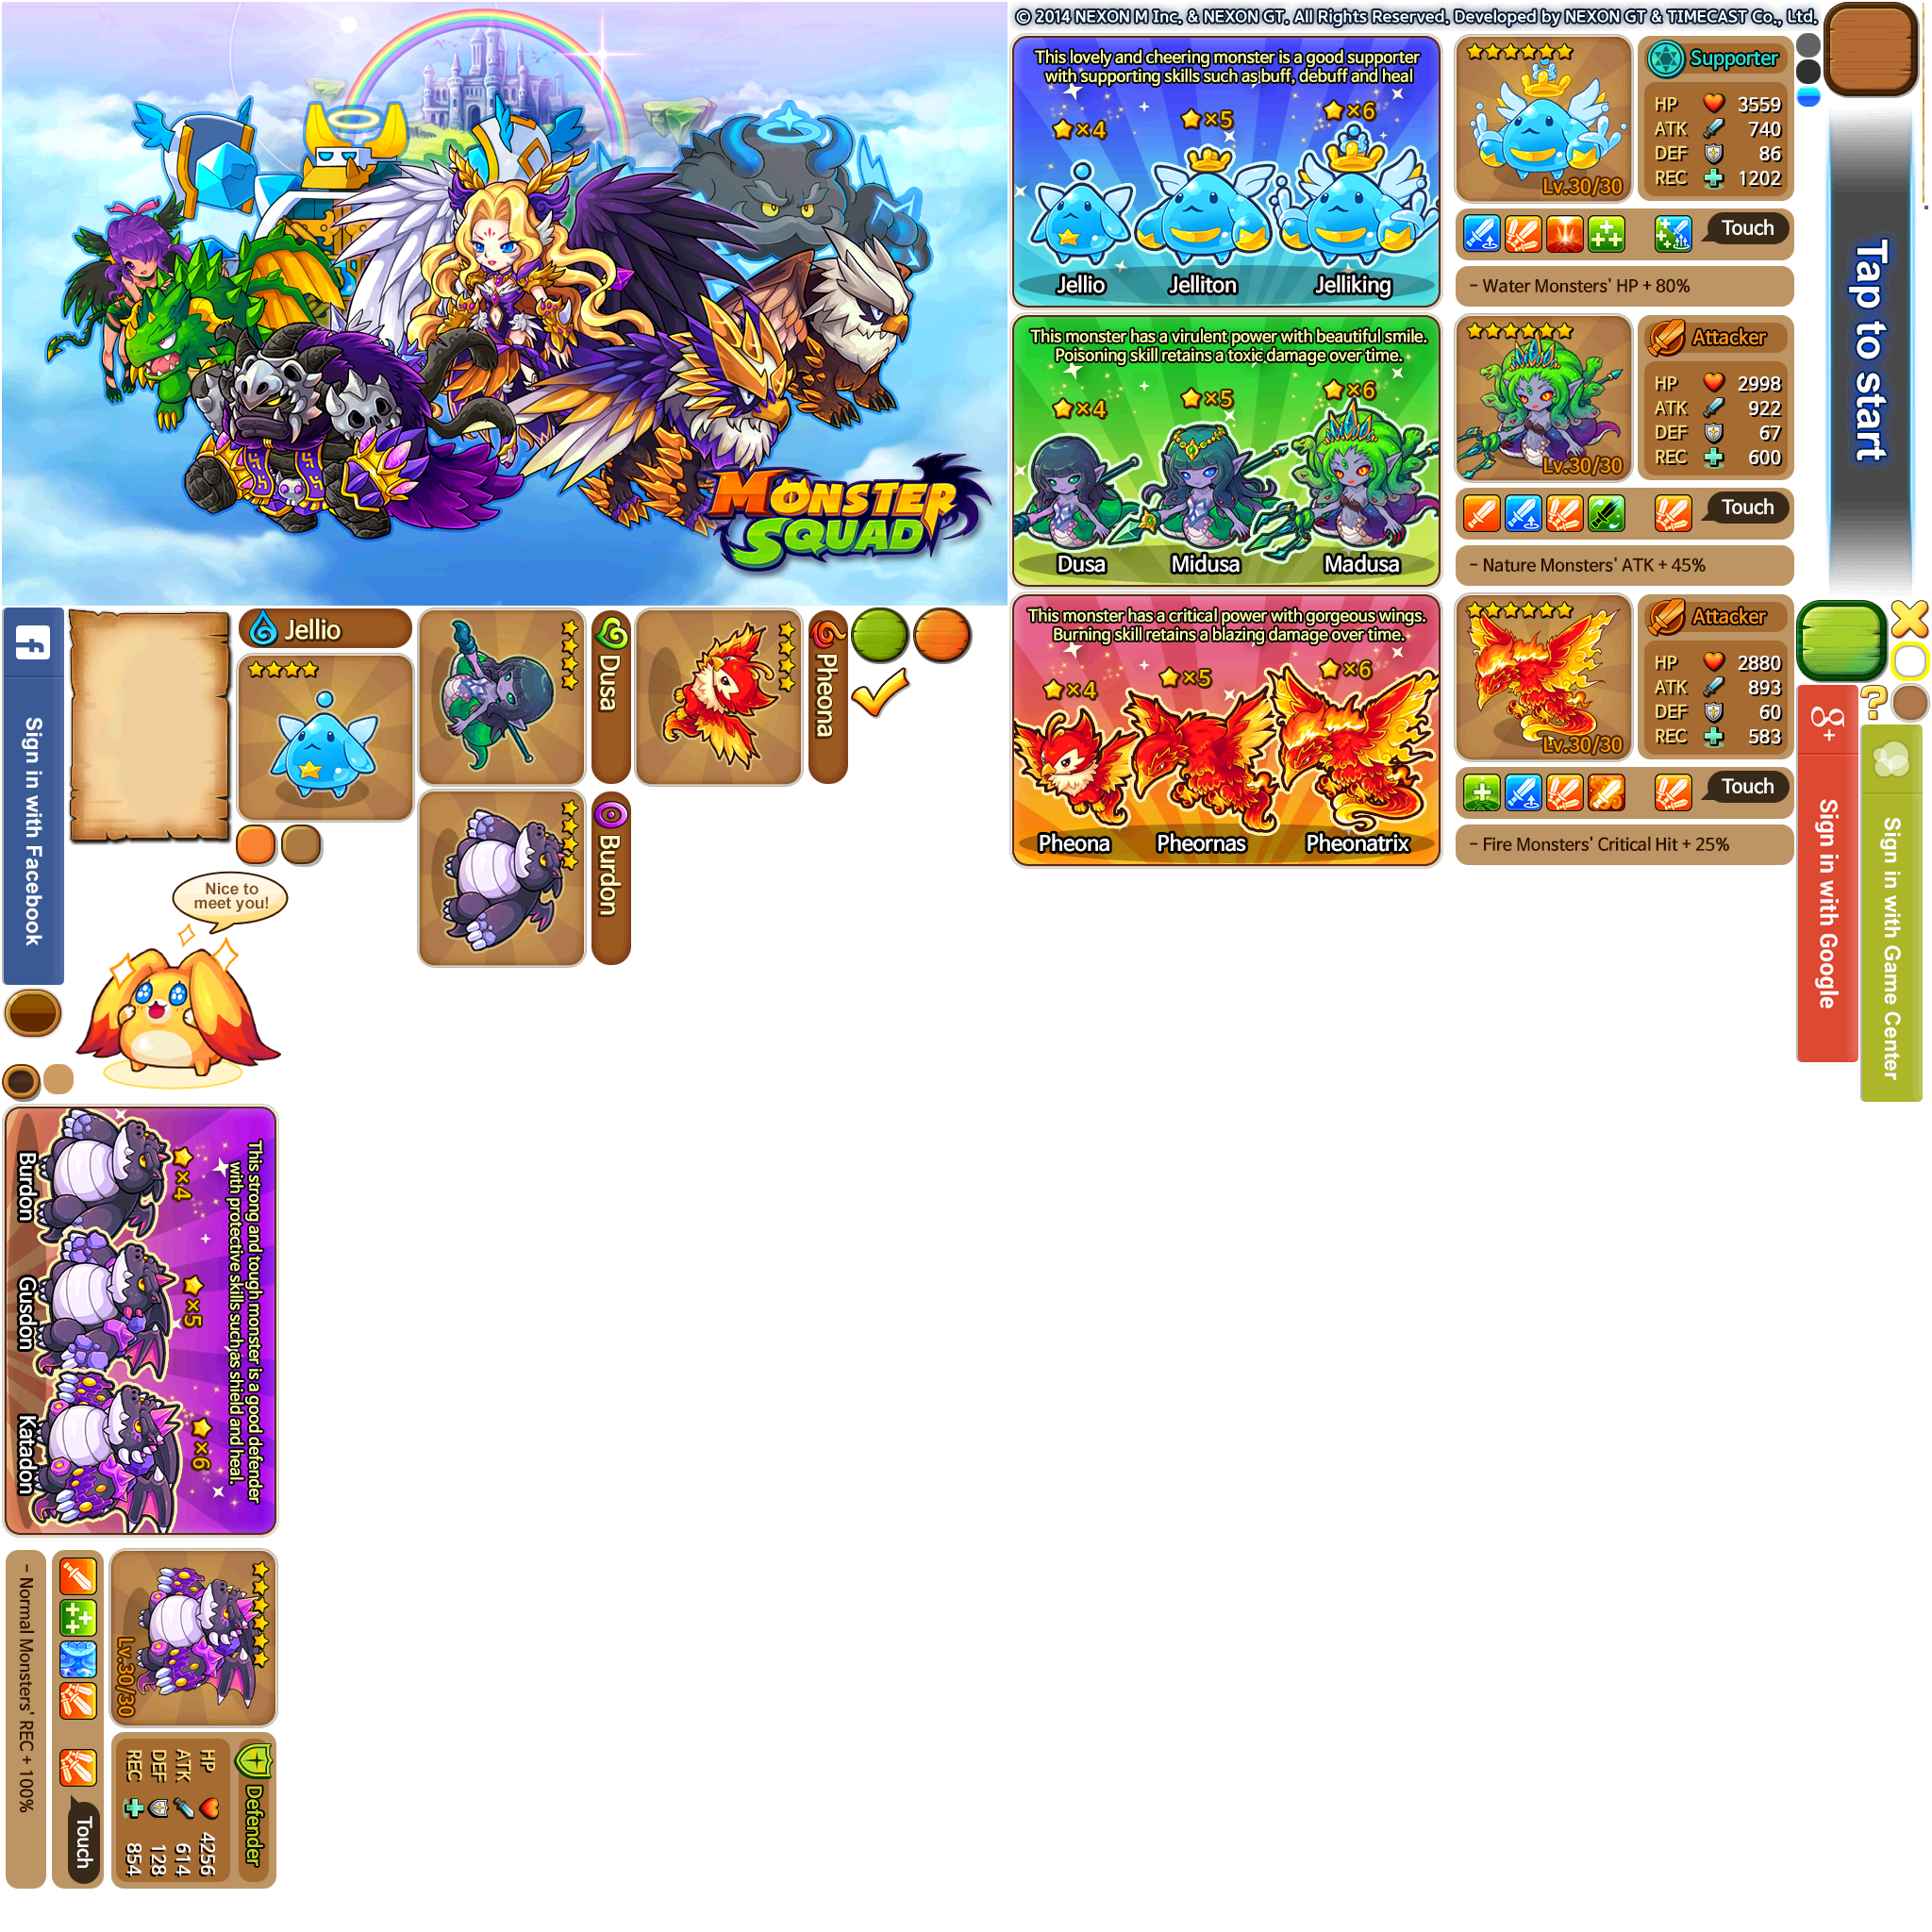 © 2014 NEXON M Inc. & NEXON GT. All Rights Reserved. Developed by NEXON GT & TIMECAST Co., Ltd.
MONSTER
SQUAD
This lovely and cheering monster is a good supporter
with supporting skills such as buff, debuff and heal
×4
×5
×6
Jellio
Jelliton
Jelliking
Lv.30/30
Supporter
HP 3559
ATK 740
DEF 86
REC 1202
Touch
- Water Monsters' HP + 80%
This monster has a virulent power with beautiful smile.
Poisoning skill retains a toxic damage over time.
×4
×5
×6
Dusa
Midusa
Madusa
Lv.30/30
Attacker
HP 2998
ATK 922
DEF 67
REC 600
Touch
- Nature Monsters' ATK + 45%
This monster has a critical power with gorgeous wings.
Burning skill retains a blazing damage over time.
×4
×5
×6
Pheona
Pheornas
Pheonatrix
Lv.30/30
Attacker
HP 2880
ATK 893
DEF 60
REC 583
Touch
- Fire Monsters' Critical Hit + 25%
Tap to start
?
g+
Sign in with Google
Sign in with Game Center
f
Sign in with Facebook
Jellio
Dusa
Pheona
Burdon
Nice to
meet you!
This strong and tough monster is a good defender
with protective skills such as shield and heal.
×4
×5
×6
Burdon
Gusdon
Katadon
Lv.30/30
Defender
HP 4256
ATK 614
DEF 128
REC 854
Touch
- Normal Monsters' REC + 100%